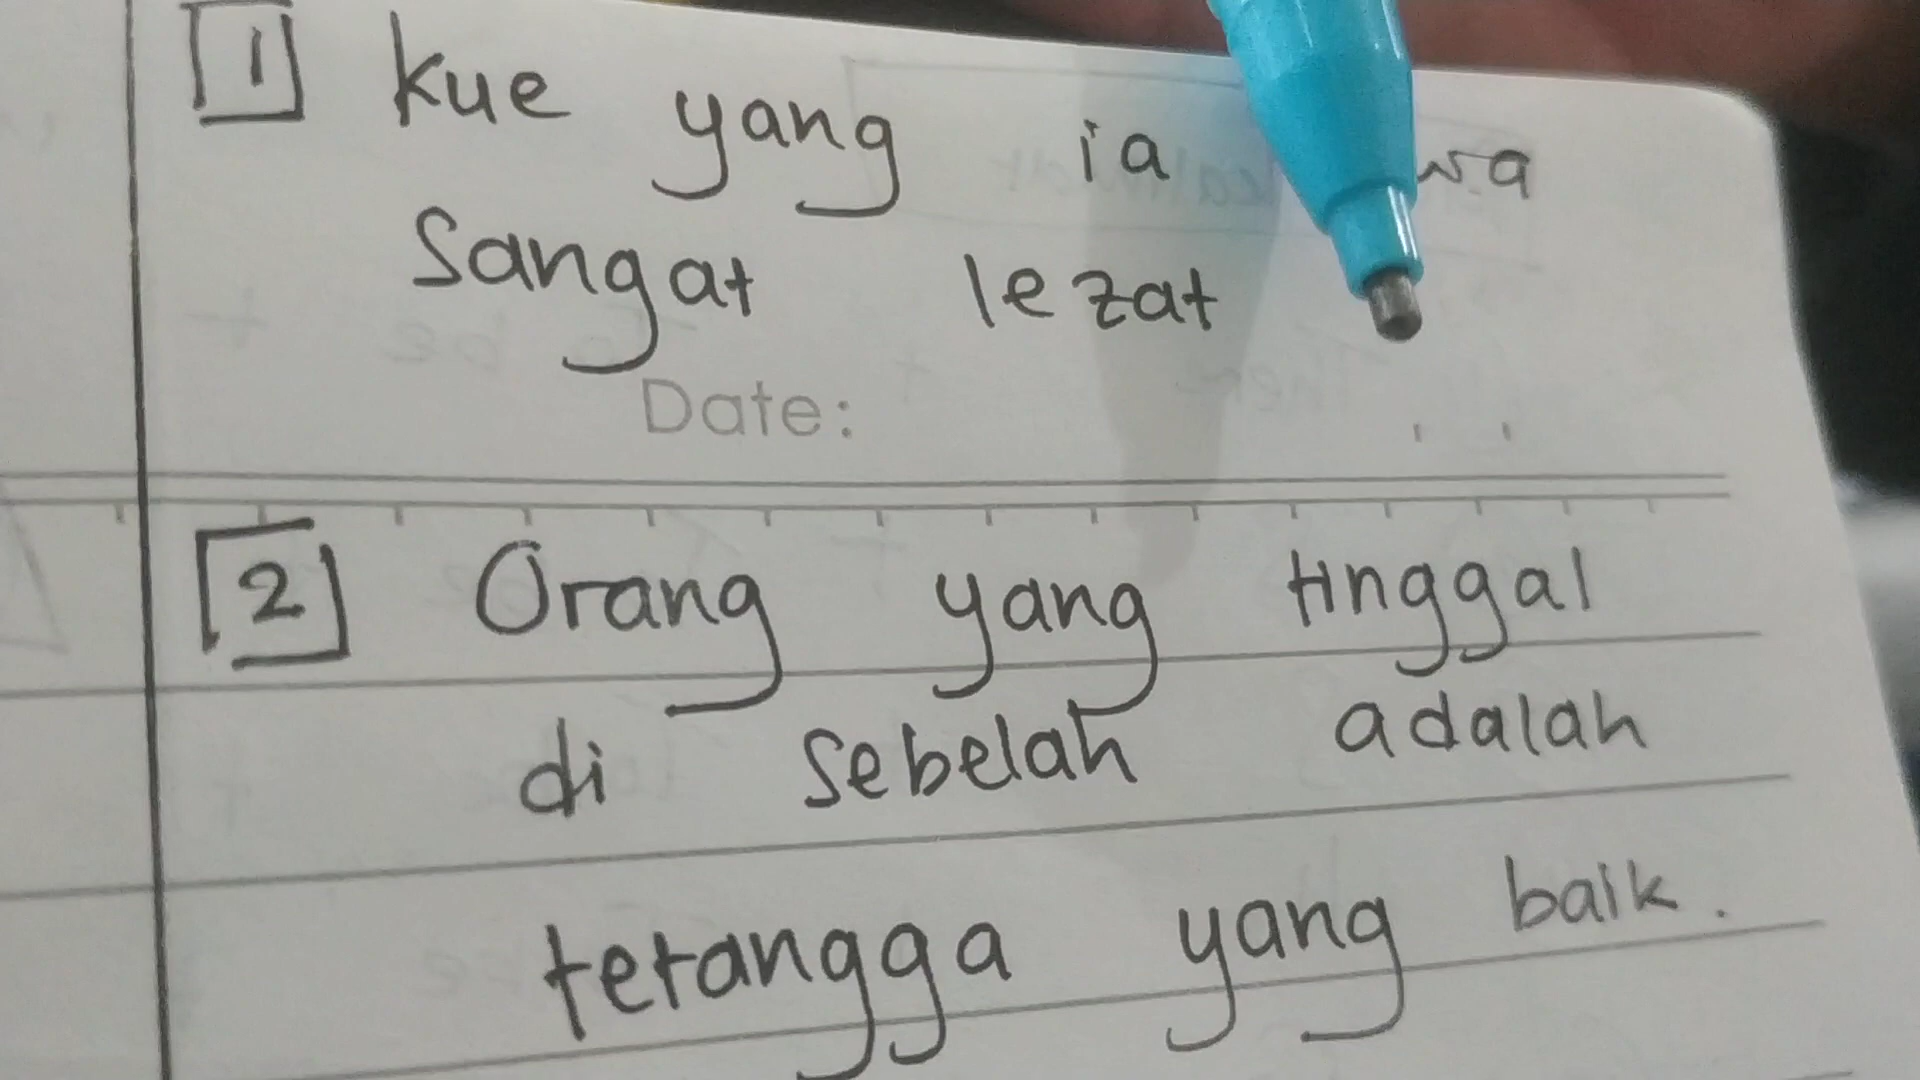 1 kue yang ia
sangat lezat
Date:
2 Orang yang tinggal
di sebelah adalah
tetangga yang baik.